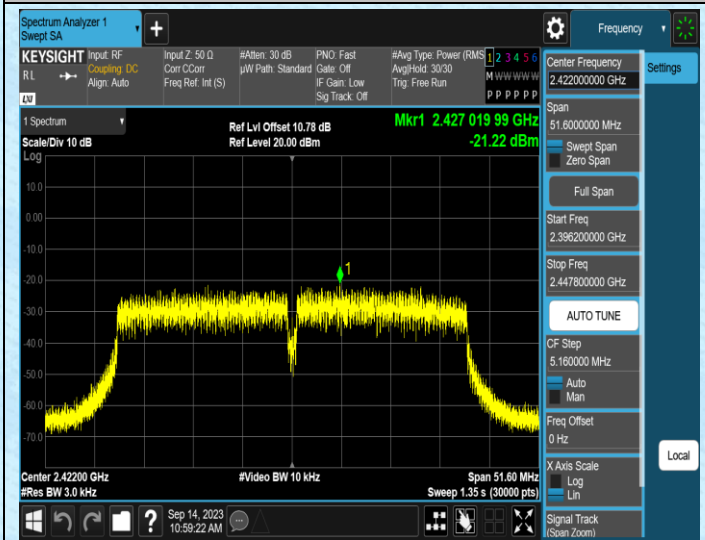 Spectrum Analyzer 1
Swept SA
+
Frequency
KEYSIGHT
RL
LXI
Input: RF
Coupling: DC
Align: Auto
Input Z: 50 Ω
Corr CCorr
Freq Ref: Int (S)
#Atten: 30 dB
µW Path: Standard
PNO: Fast
Gate: Off
IF Gain: Low
Sig Track: Off
#Avg Type: Power (RMS
Avg|Hold: 30/30
Trig: Free Run
1 2 3 4 5 6
M W W W W W
P P P P P P
Center Frequency
2.422000000 GHz
Settings
Span
51.6000000 MHz
Swept Span
Zero Span
Full Span
Start Freq
2.396200000 GHz
Stop Freq
2.447800000 GHz
AUTO TUNE
CF Step
5.160000 MHz
Auto
Man
Freq Offset
0 Hz
X Axis Scale
Log
Lin
Signal Track
(Span Zoom)
Local
1 Spectrum
Scale/Div 10 dB
Log
Ref Lvl Offset 10.78 dB
Ref Level 20.00 dBm
Mkr1 2.427 019 99 GHz
-21.22 dBm
10.0
0.00
-10.0
-20.0
-30.0
-40.0
-50.0
-60.0
-70.0
1
Center 2.42200 GHz
#Res BW 3.0 kHz
#Video BW 10 kHz
Span 51.60 MHz
Sweep 1.35 s (30000 pts)
?
Sep 14, 2023
10:59:22 AM